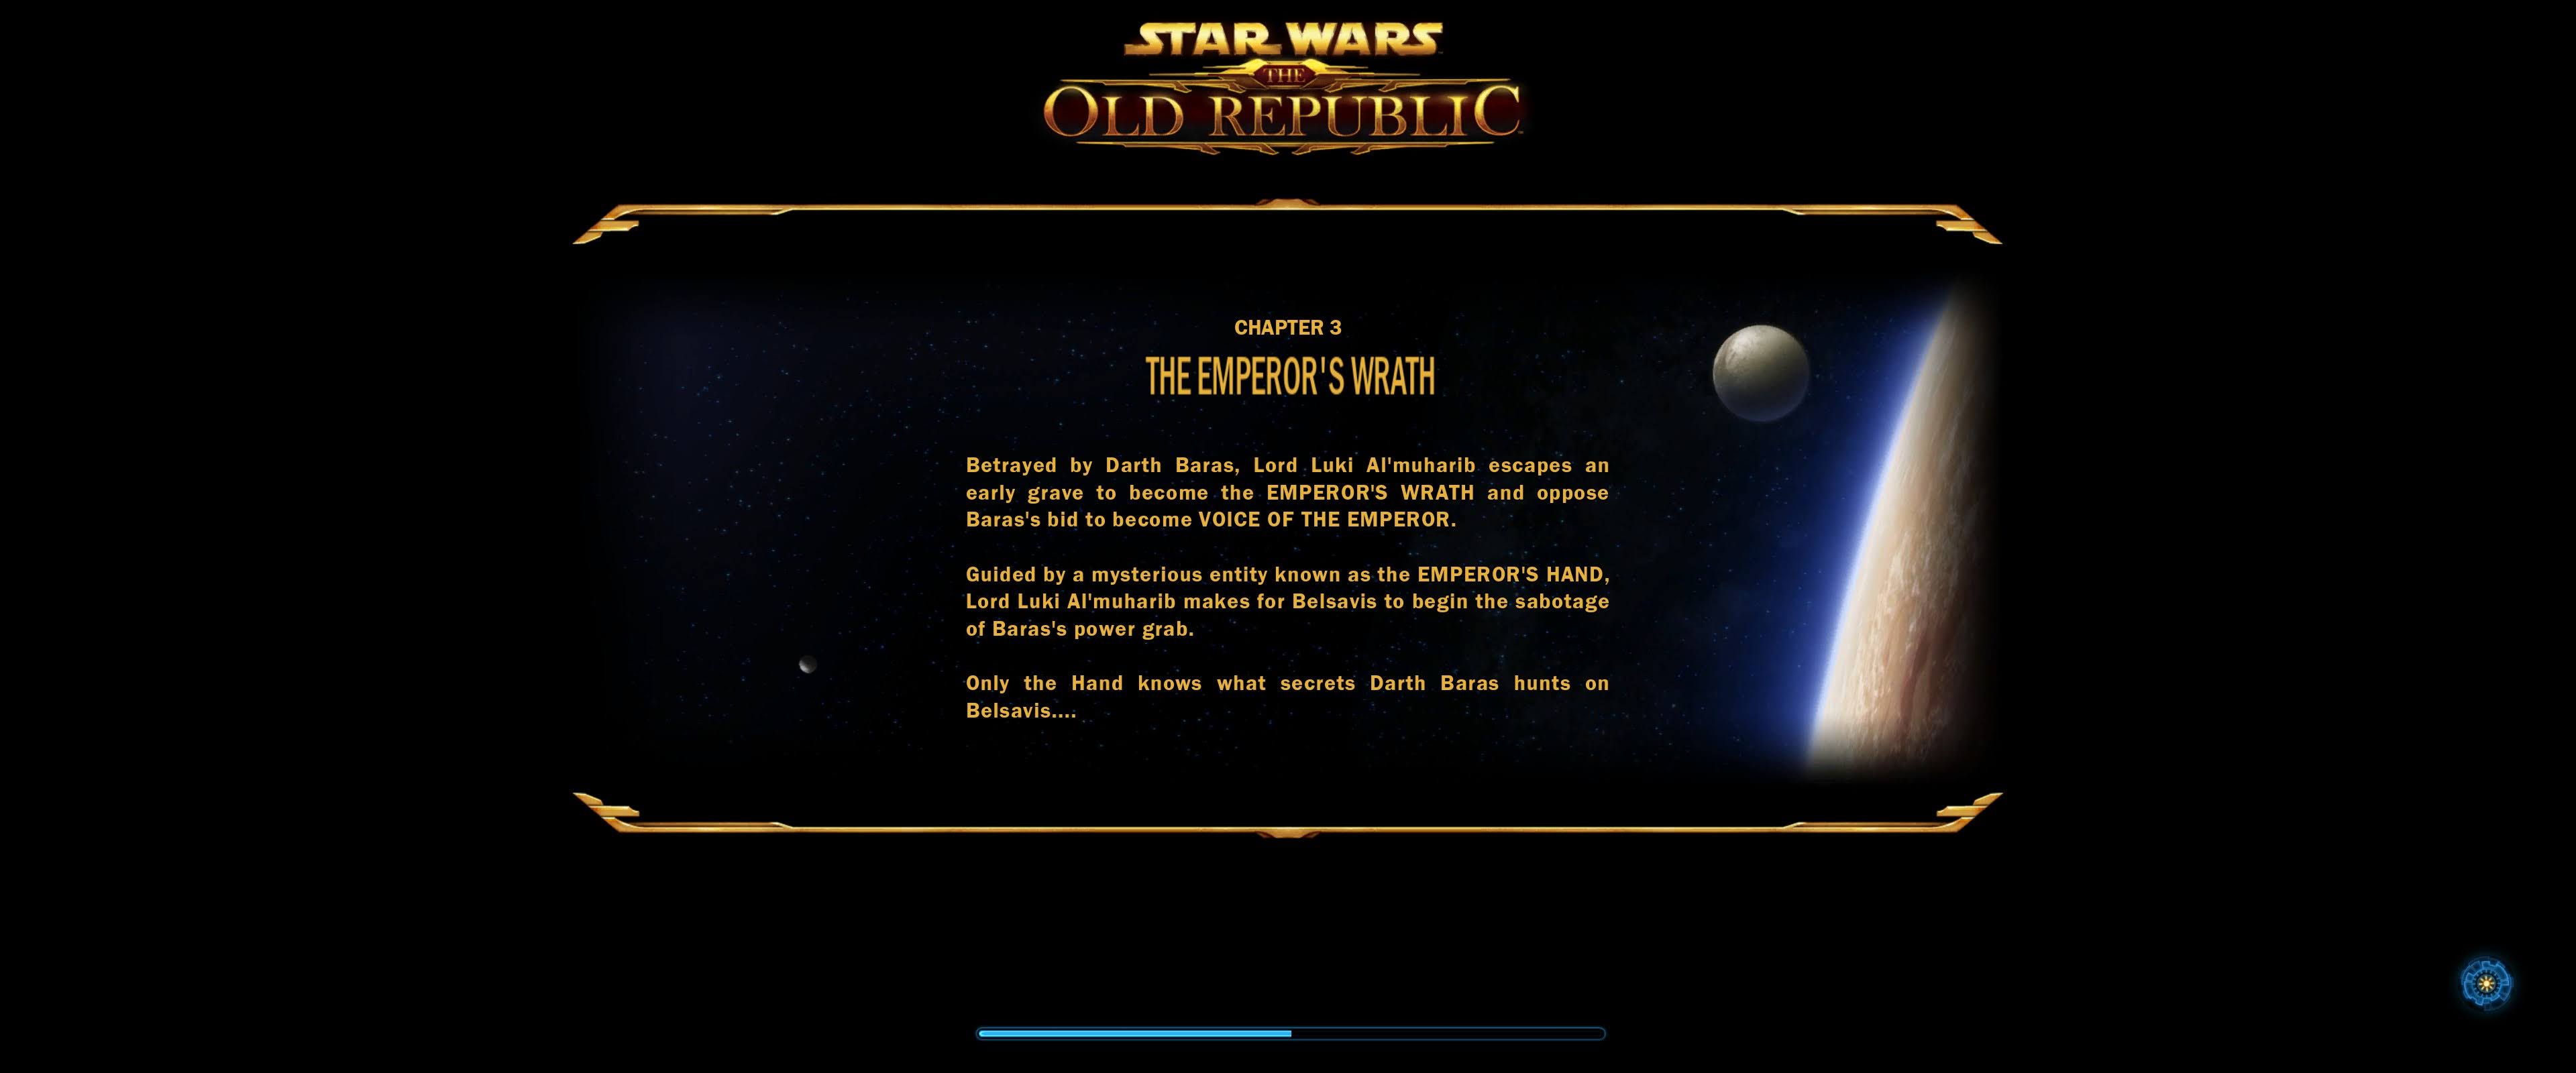 STAR WARS
THE
OLD REPUBLIC
CHAPTER 3
THE EMPEROR'S WRATH
Betrayed by Darth Baras, Lord Luki Al'muharib escapes an
early grave to become the EMPEROR'S WRATH and oppose
Baras's bid to become VOICE OF THE EMPEROR.
Guided by a mysterious entity known as the EMPEROR'S HAND,
Lord Luki Al'muharib makes for Belsavis to begin the sabotage
of Baras's power grab.
Only the Hand knows what secrets Darth Baras hunts on
Belsavis....